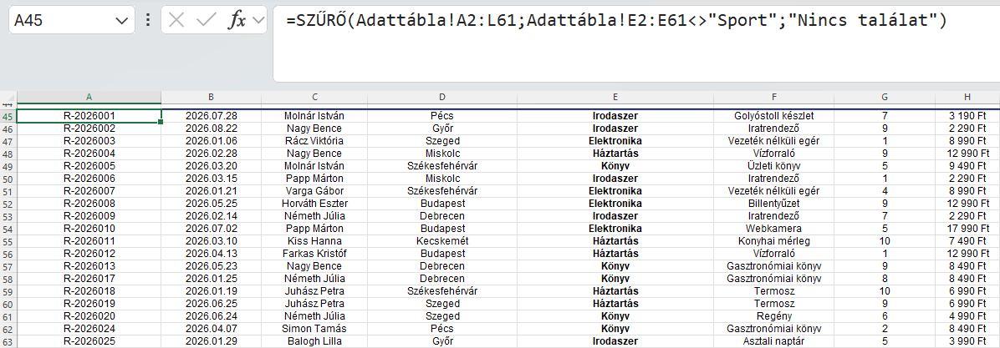 A45 fx =SZŰRŐ(Adattábla!A2:L61;Adattábla!E2:E61<>"Sport";"Nincs találat")
A B C D E F G H
45 R-2026001 2026.07.28 Molnár István Pécs Irodaszer Golyóstoll készlet 7 3 190 Ft
46 R-2026002 2026.08.22 Nagy Bence Győr Irodaszer Iratrendező 9 2 290 Ft
47 R-2026003 2026.01.06 Rácz Viktória Szeged Elektronika Vezeték nélküli egér 1 8 990 Ft
48 R-2026004 2026.02.28 Nagy Bence Miskolc Háztartás Vízforraló 9 12 990 Ft
49 R-2026005 2026.03.20 Molnár István Székesfehérvár Könyv Üzleti könyv 5 9 490 Ft
50 R-2026006 2026.03.15 Papp Márton Miskolc Irodaszer Iratrendező 1 2 290 Ft
51 R-2026007 2026.01.21 Varga Gábor Székesfehérvár Elektronika Vezeték nélküli egér 4 8 990 Ft
52 R-2026008 2026.05.25 Horváth Eszter Budapest Elektronika Billentyűzet 9 12 990 Ft
53 R-2026009 2026.02.14 Németh Júlia Debrecen Irodaszer Iratrendező 7 2 290 Ft
54 R-2026010 2026.07.02 Papp Márton Budapest Elektronika Webkamera 5 17 990 Ft
55 R-2026011 2026.03.10 Kiss Hanna Kecskemét Háztartás Konyhai mérleg 10 7 490 Ft
56 R-2026012 2026.04.13 Farkas Kristóf Budapest Háztartás Vízforraló 1 12 990 Ft
57 R-2026013 2026.05.23 Nagy Bence Debrecen Könyv Gasztronómiai könyv 9 8 490 Ft
58 R-2026017 2026.01.25 Németh Júlia Debrecen Könyv Gasztronómiai könyv 8 8 490 Ft
59 R-2026018 2026.01.19 Juhász Petra Székesfehérvár Háztartás Termosz 10 6 990 Ft
60 R-2026019 2026.06.25 Juhász Petra Szeged Háztartás Termosz 9 6 990 Ft
61 R-2026020 2026.06.24 Németh Júlia Szeged Könyv Regény 6 4 990 Ft
62 R-2026024 2026.04.07 Simon Tamás Pécs Könyv Gasztronómiai könyv 2 8 490 Ft
63 R-2026025 2026.01.29 Balogh Lilla Győr Irodaszer Asztali naptár 5 3 990 Ft